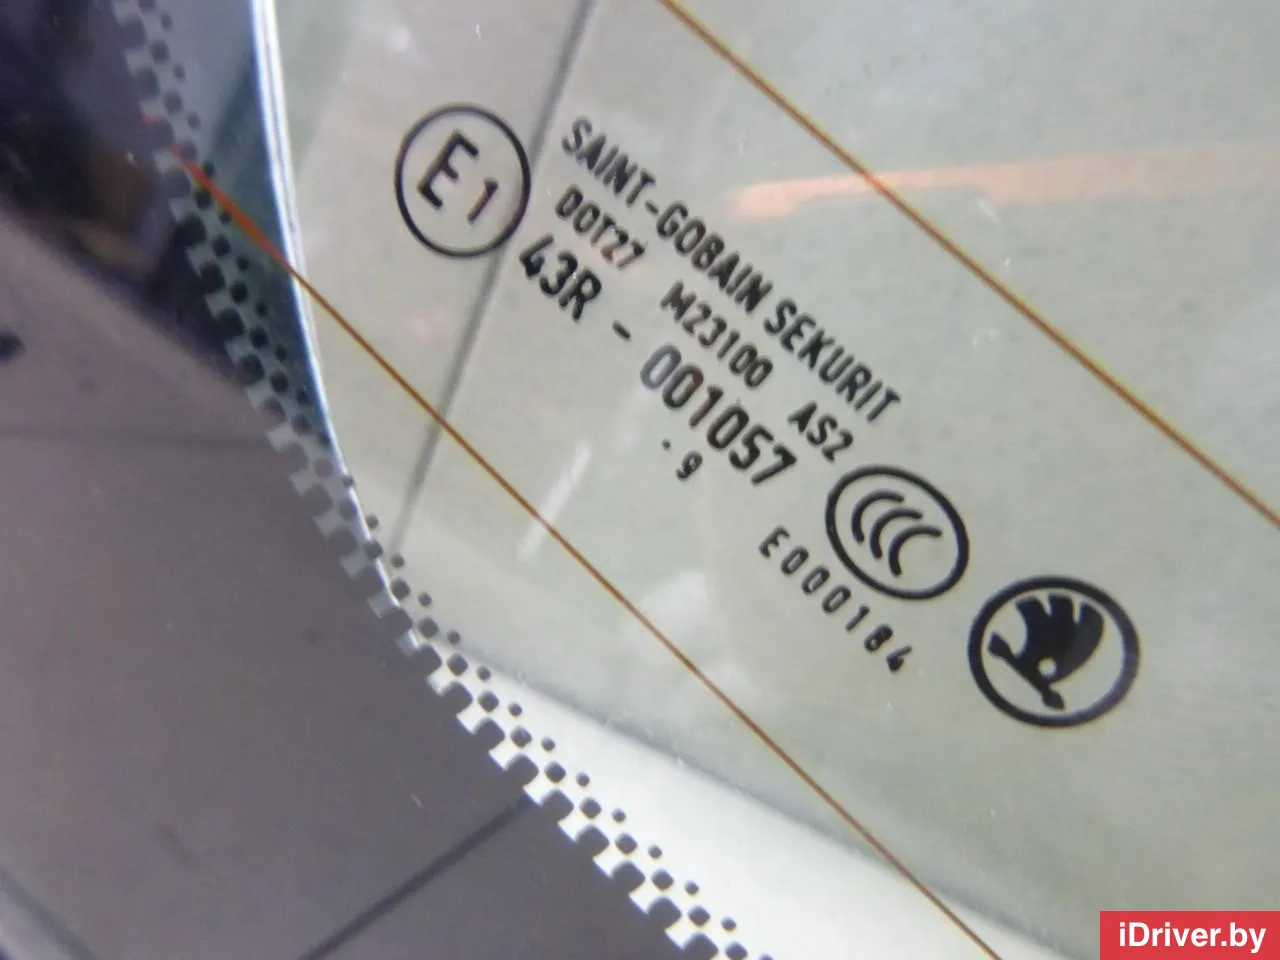 E1
SAINT-GOBAIN SEKURIT
DOT27 M23100 AS2
43R - 001057
. 9
E000184
iDriver.by